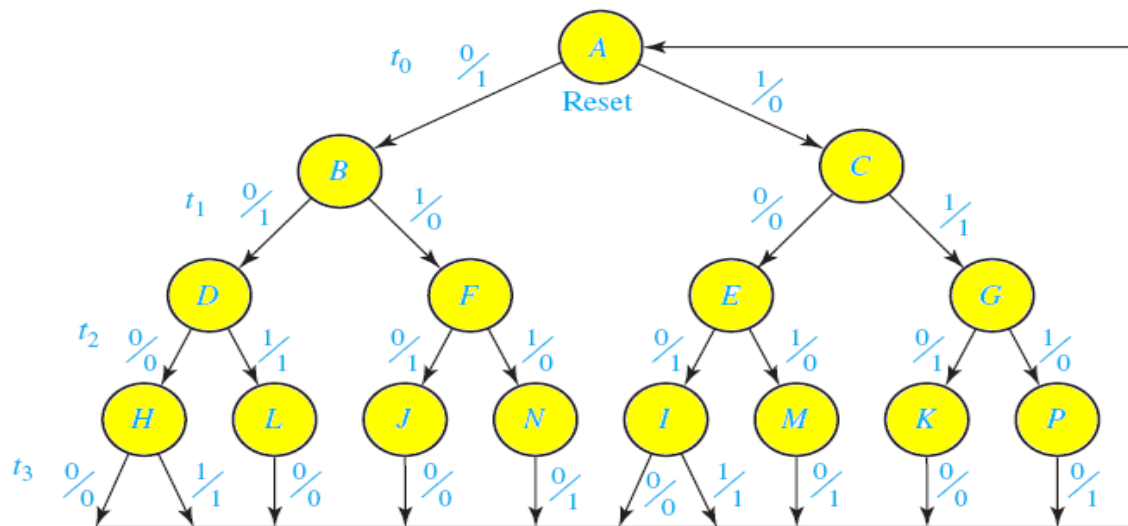 A
t0 0/1 1/0
Reset
B C
t1 0/1 1/0 0/0 1/1
D F E G
t2 0/0 1/1 0/1 1/0 0/1 1/0 0/1 1/0
H L J N I M K P
t3 0/0 1/1 0/0 0/0 0/1 0/0 1/1 0/1 0/0 0/1